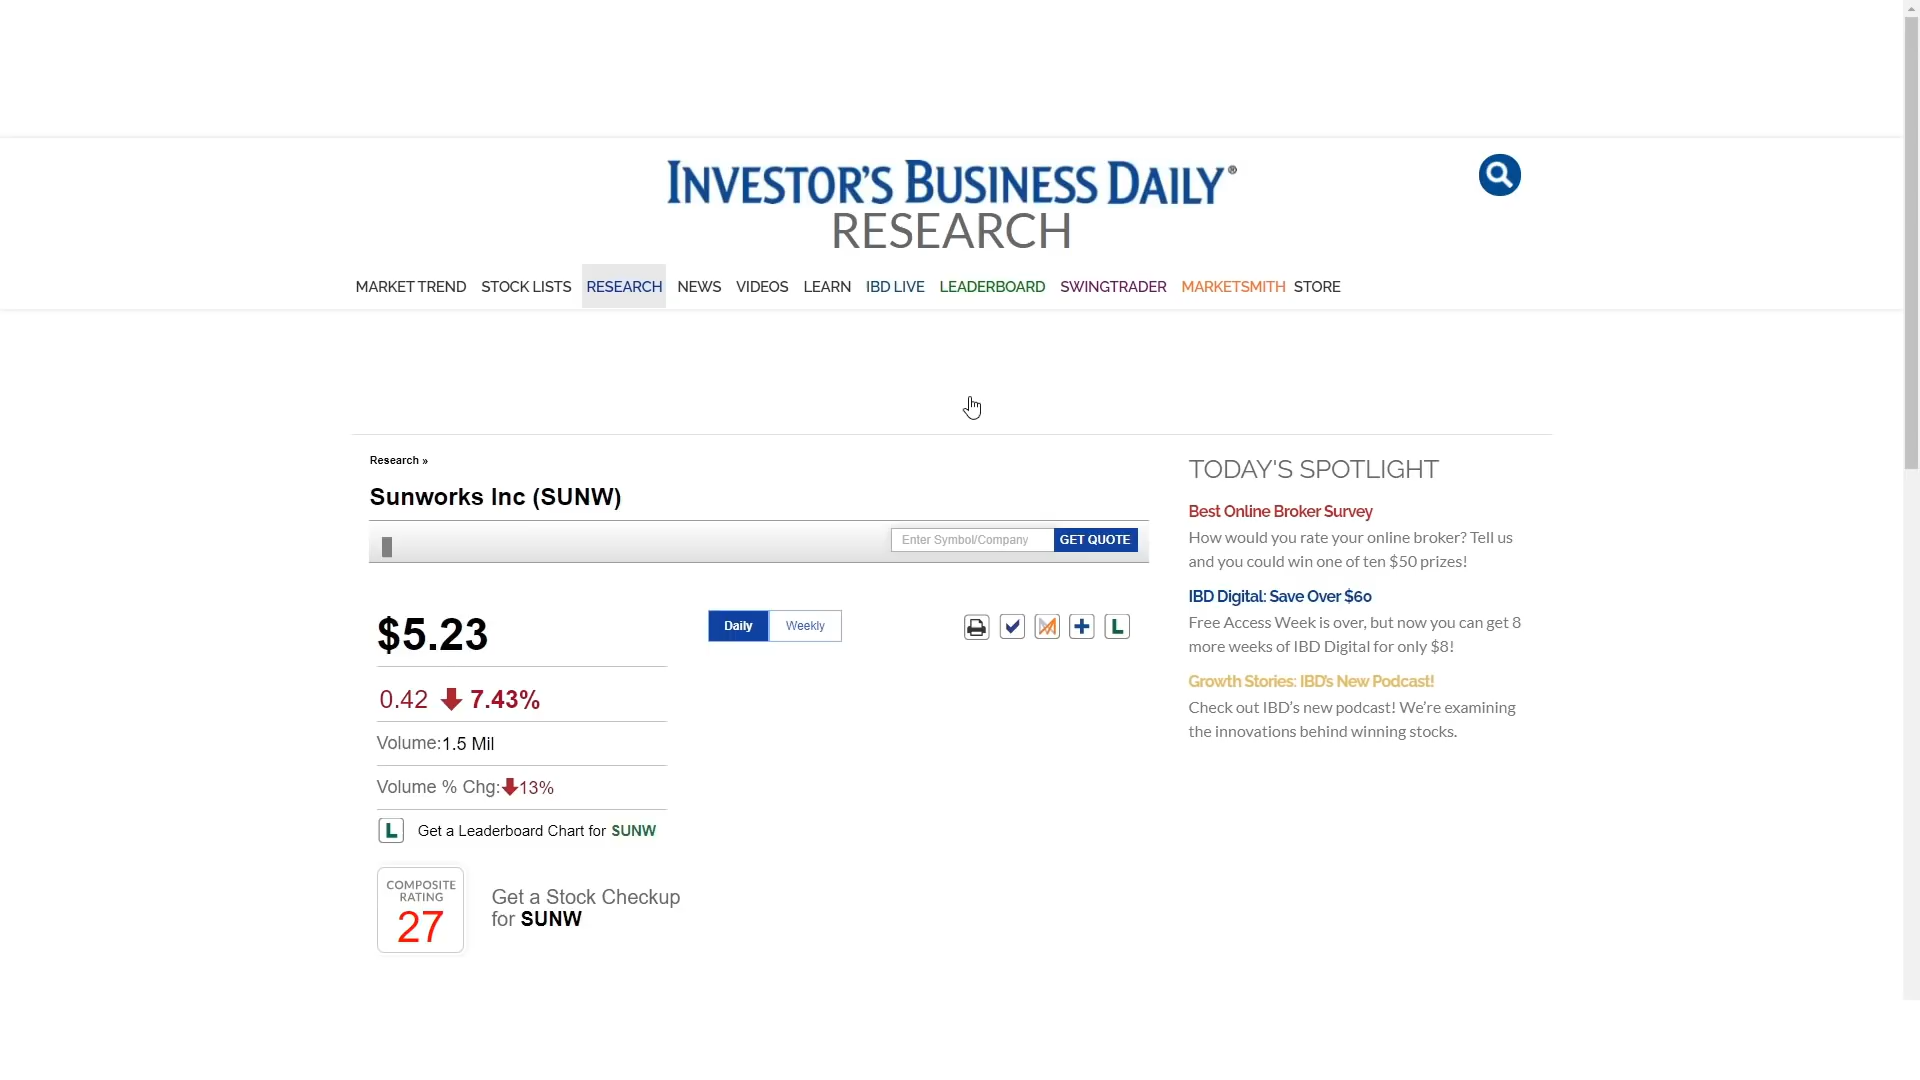 INVESTOR'S BUSINESS DAILY®
RESEARCH
MARKET TREND STOCK LISTS RESEARCH NEWS VIDEOS LEARN IBD LIVE LEADERBOARD SWINGTRADER MARKETSMITH STORE
Research »
Sunworks Inc (SUNW)
Enter Symbol/Company GET QUOTE
$5.23
Daily Weekly
L
0.42 7.43%
Volume: 1.5 Mil
Volume % Chg: 13%
L Get a Leaderboard Chart for SUNW
COMPOSITE
RATING
27
Get a Stock Checkup
for SUNW
TODAY'S SPOTLIGHT
Best Online Broker Survey
How would you rate your online broker? Tell us
and you could win one of ten $50 prizes!
IBD Digital: Save Over $60
Free Access Week is over, but now you can get 8
more weeks of IBD Digital for only $8!
Growth Stories: IBD's New Podcast!
Check out IBD’s new podcast! We’re examining
the innovations behind winning stocks.